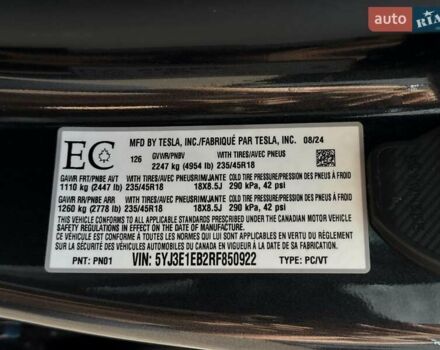 auto RIA
MFD BY TESLA, INC./FABRIQUÉ PAR TESLA, INC. 08/24
EC 126 GVWR/PNBV WITH TIRES/AVEC PNEUS
2247 kg (4954 lb) 235/45R18
GAWR FRT/PNBE AVT WITH TIRES/AVEC PNEU RIMS/JANTE COLD PRESSURE/PRESSION DES PNEUS À FROID
1110 kg (2447 lb) 235/45R18 18X8.5J 290 kPa, 42 psi
GAWR RR/PNBE ARR WITH TIRES/AVEC PNEU RIMS/JANTE COLD PRESSURE/PRESSION DES PNEUS À FROID
1260 kg (2778 lb) 235/45R18 18X8.5J 290 kPa, 42 psi
THIS VEHICLE CONFORMS TO ALL APPLICABLE STANDARDS PRESCRIBED UNDER THE CANADIAN MOTOR VEHICLE
SAFETY REGULATIONS IN EFFECT ON THE DATE OF MANUFACTURE.
CE VÉHICULE EST CONFORME À TOUTES LES NORMES QUI LUI SONT APPLICABLES EN VERTU DU RÈGLEMENT SUR
LA SÉCURITÉ DES VÉHICULES AUTOMOBILES DU CANADA EN VIGUEUR À LA DATE DE SA FABRICATION.
PNT: PN01 VIN: 5YJ3E1EB2RF850922 TYPE: PC/VT